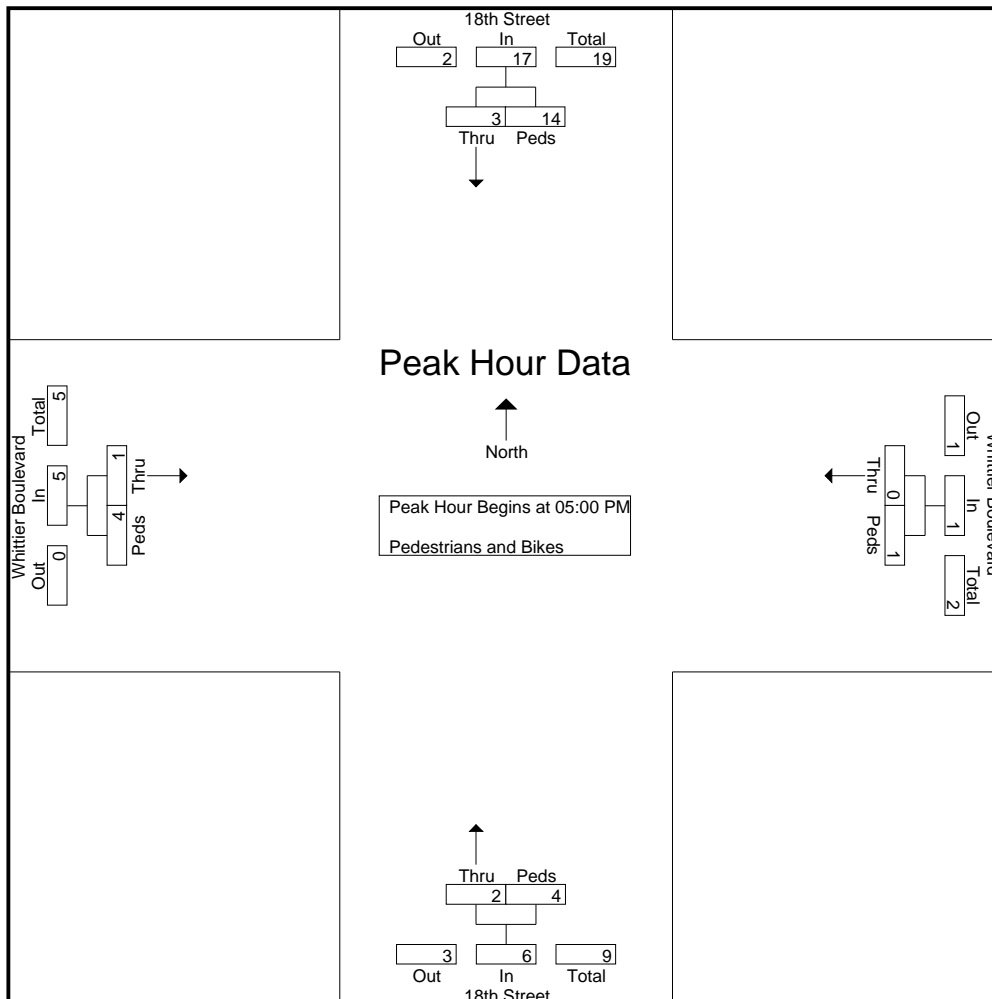 18th Street
Out In Total
2 17 19
3 14
Thru Peds
Peak Hour Data
North
Peak Hour Begins at 05:00 PM
Pedestrians and Bikes
Whittier Boulevard
Out In Total
0 5 5
Peds Thru
4 1
Whittier Boulevard
Out In Total
1 1 2
Thru Peds
0 1
Thru Peds
2 4
3 6 9
Out In Total
18th Street